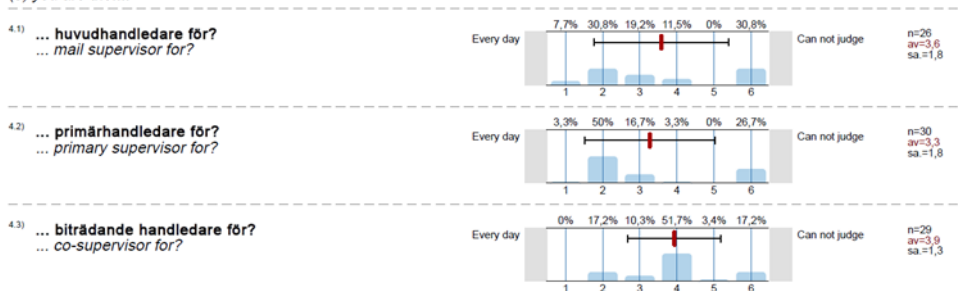 4.1) ... huvudhandledare för?
... mail supervisor for?
7,7% 30,8% 19,2% 11,5% 0% 30,8%
Every day
Can not judge
1 2 3 4 5 6
n=26
av=3,6
sa.=1,8
4.2) ... primärhandledare för?
... primary supervisor for?
3,3% 50% 16,7% 3,3% 0% 26,7%
Every day
Can not judge
1 2 3 4 5 6
n=30
av=3,3
sa.=1,8
4.3) ... biträdande handledare för?
... co-supervisor for?
0% 17,2% 10,3% 51,7% 3,4% 17,2%
Every day
Can not judge
1 2 3 4 5 6
n=29
av=3,9
sa.=1,3